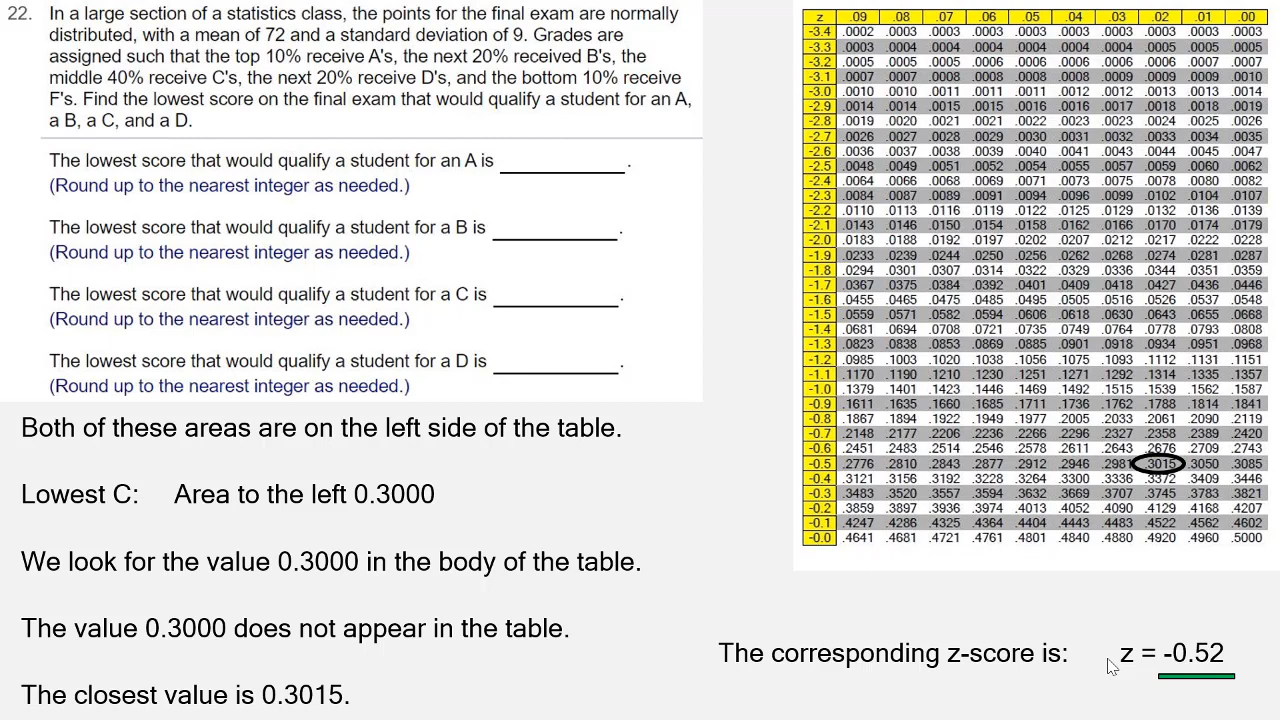 22. In a large section of a statistics class, the points for the final exam are normally
distributed, with a mean of 72 and a standard deviation of 9. Grades are
assigned such that the top 10% receive A's, the next 20% received B's, the
middle 40% receive C's, the next 20% receive D's, and the bottom 10% receive
F's. Find the lowest score on the final exam that would qualify a student for an A,
a B, a C, and a D.
The lowest score that would qualify a student for an A is ___________.
(Round up to the nearest integer as needed.)
The lowest score that would qualify a student for a B is ___________.
(Round up to the nearest integer as needed.)
The lowest score that would qualify a student for a C is ___________.
(Round up to the nearest integer as needed.)
The lowest score that would qualify a student for a D is ___________.
(Round up to the nearest integer as needed.)
Both of these areas are on the left side of the table.
Lowest C: Area to the left 0.3000
We look for the value 0.3000 in the body of the table.
The value 0.3000 does not appear in the table.
The closest value is 0.3015.
z .09 .08 .07 .06 .05 .04 .03 .02 .01 .00
-3.4 .0002 .0003 .0003 .0003 .0003 .0003 .0003 .0003 .0003 .0003
-3.3 .0003 .0004 .0004 .0004 .0004 .0004 .0004 .0005 .0005 .0005
-3.2 .0005 .0005 .0005 .0006 .0006 .0006 .0006 .0006 .0007 .0007
-3.1 .0007 .0007 .0008 .0008 .0008 .0008 .0009 .0009 .0009 .0010
-3.0 .0010 .0010 .0011 .0011 .0011 .0012 .0012 .0013 .0013 .0014
-2.9 .0014 .0014 .0015 .0015 .0016 .0016 .0017 .0018 .0018 .0019
-2.8 .0019 .0020 .0021 .0021 .0022 .0023 .0023 .0024 .0025 .0026
-2.7 .0026 .0027 .0028 .0029 .0030 .0031 .0032 .0033 .0034 .0035
-2.6 .0036 .0037 .0038 .0039 .0040 .0041 .0043 .0044 .0045 .0047
-2.5 .0048 .0049 .0051 .0052 .0054 .0055 .0057 .0059 .0060 .0062
-2.4 .0064 .0066 .0068 .0069 .0071 .0073 .0075 .0078 .0080 .0082
-2.3 .0084 .0087 .0089 .0091 .0094 .0096 .0099 .0102 .0104 .0107
-2.2 .0110 .0113 .0116 .0119 .0122 .0125 .0129 .0132 .0136 .0139
-2.1 .0143 .0146 .0150 .0154 .0158 .0162 .0166 .0170 .0174 .0179
-2.0 .0183 .0188 .0192 .0197 .0202 .0207 .0212 .0217 .0222 .0228
-1.9 .0233 .0239 .0244 .0250 .0256 .0262 .0268 .0274 .0281 .0287
-1.8 .0294 .0301 .0307 .0314 .0322 .0329 .0336 .0344 .0351 .0359
-1.7 .0367 .0375 .0384 .0392 .0401 .0409 .0418 .0427 .0436 .0446
-1.6 .0455 .0465 .0475 .0485 .0495 .0505 .0516 .0526 .0537 .0548
-1.5 .0559 .0571 .0582 .0594 .0606 .0618 .0630 .0643 .0655 .0668
-1.4 .0681 .0694 .0708 .0721 .0735 .0749 .0764 .0778 .0793 .0808
-1.3 .0823 .0838 .0853 .0869 .0885 .0901 .0918 .0934 .0951 .0968
-1.2 .0985 .1003 .1020 .1038 .1056 .1075 .1093 .1112 .1131 .1151
-1.1 .1170 .1190 .1210 .1230 .1251 .1271 .1292 .1314 .1335 .1357
-1.0 .1379 .1401 .1423 .1446 .1469 .1492 .1515 .1539 .1562 .1587
-0.9 .1611 .1635 .1660 .1685 .1711 .1736 .1762 .1788 .1814 .1841
-0.8 .1867 .1894 .1922 .1949 .1977 .2005 .2033 .2061 .2090 .2119
-0.7 .2148 .2177 .2206 .2236 .2266 .2296 .2327 .2358 .2389 .2420
-0.6 .2451 .2483 .2514 .2546 .2578 .2611 .2643 .2676 .2709 .2743
-0.5 .2776 .2810 .2843 .2877 .2912 .2946 .2981 .3015 .3050 .3085
-0.4 .3121 .3156 .3192 .3228 .3264 .3300 .3336 .3372 .3409 .3446
-0.3 .3483 .3520 .3557 .3594 .3632 .3669 .3707 .3745 .3783 .3821
-0.2 .3859 .3897 .3936 .3974 .4013 .4052 .4090 .4129 .4168 .4207
-0.1 .4247 .4286 .4325 .4364 .4404 .4443 .4483 .4522 .4562 .4602
-0.0 .4641 .4681 .4721 .4761 .4801 .4840 .4880 .4920 .4960 .5000
The corresponding z-score is: z = -0.52